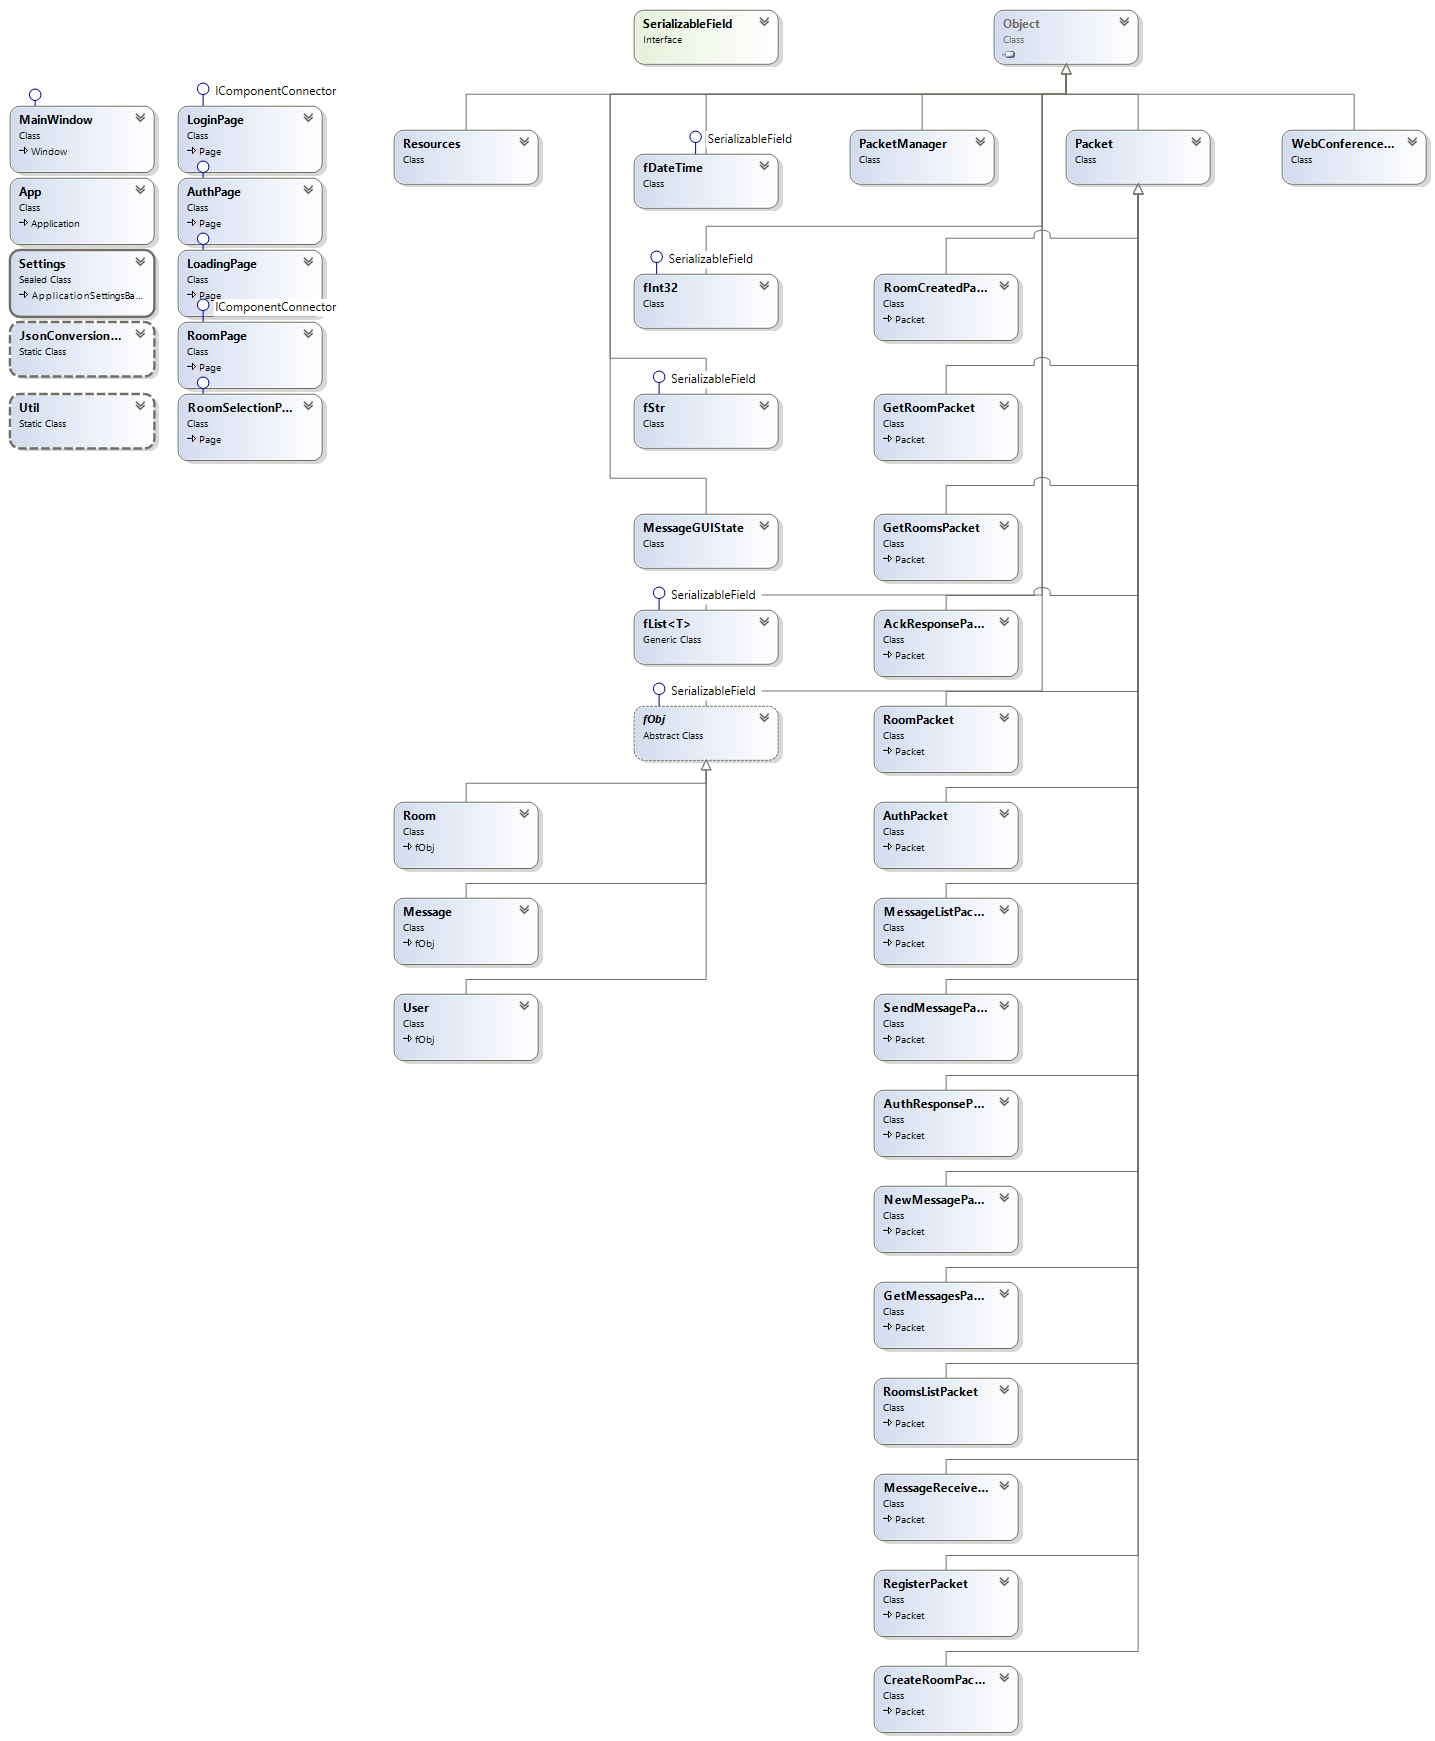 SerializableField
Interface
Object
Class
MainWindow
Class
Window
App
Class
Application
Settings
Sealed Class
ApplicationSettingsBa...
JsonConversion...
Static Class
Util
Static Class
IComponentConnector
LoginPage
Class
Page
AuthPage
Class
Page
LoadingPage
Class
Page
IComponentConnector
RoomPage
Class
Page
RoomSelectionP...
Class
Page
Resources
Class
SerializableField
fDateTime
Class
PacketManager
Class
Packet
Class
WebConference...
Class
SerializableField
fInt32
Class
SerializableField
fStr
Class
MessageGUIState
Class
SerializableField
fList<T>
Generic Class
SerializableField
fObj
Abstract Class
Room
Class
fObj
Message
Class
fObj
User
Class
fObj
RoomCreatedPa...
Class
Packet
GetRoomPacket
Class
Packet
GetRoomsPacket
Class
Packet
AckResponsePa...
Class
Packet
RoomPacket
Class
Packet
AuthPacket
Class
Packet
MessageListPac...
Class
Packet
SendMessagePa...
Class
Packet
AuthResponseP...
Class
Packet
NewMessagePa...
Class
Packet
GetMessagesPa...
Class
Packet
RoomsListPacket
Class
Packet
MessageReceive...
Class
Packet
RegisterPacket
Class
Packet
CreateRoomPac...
Class
Packet